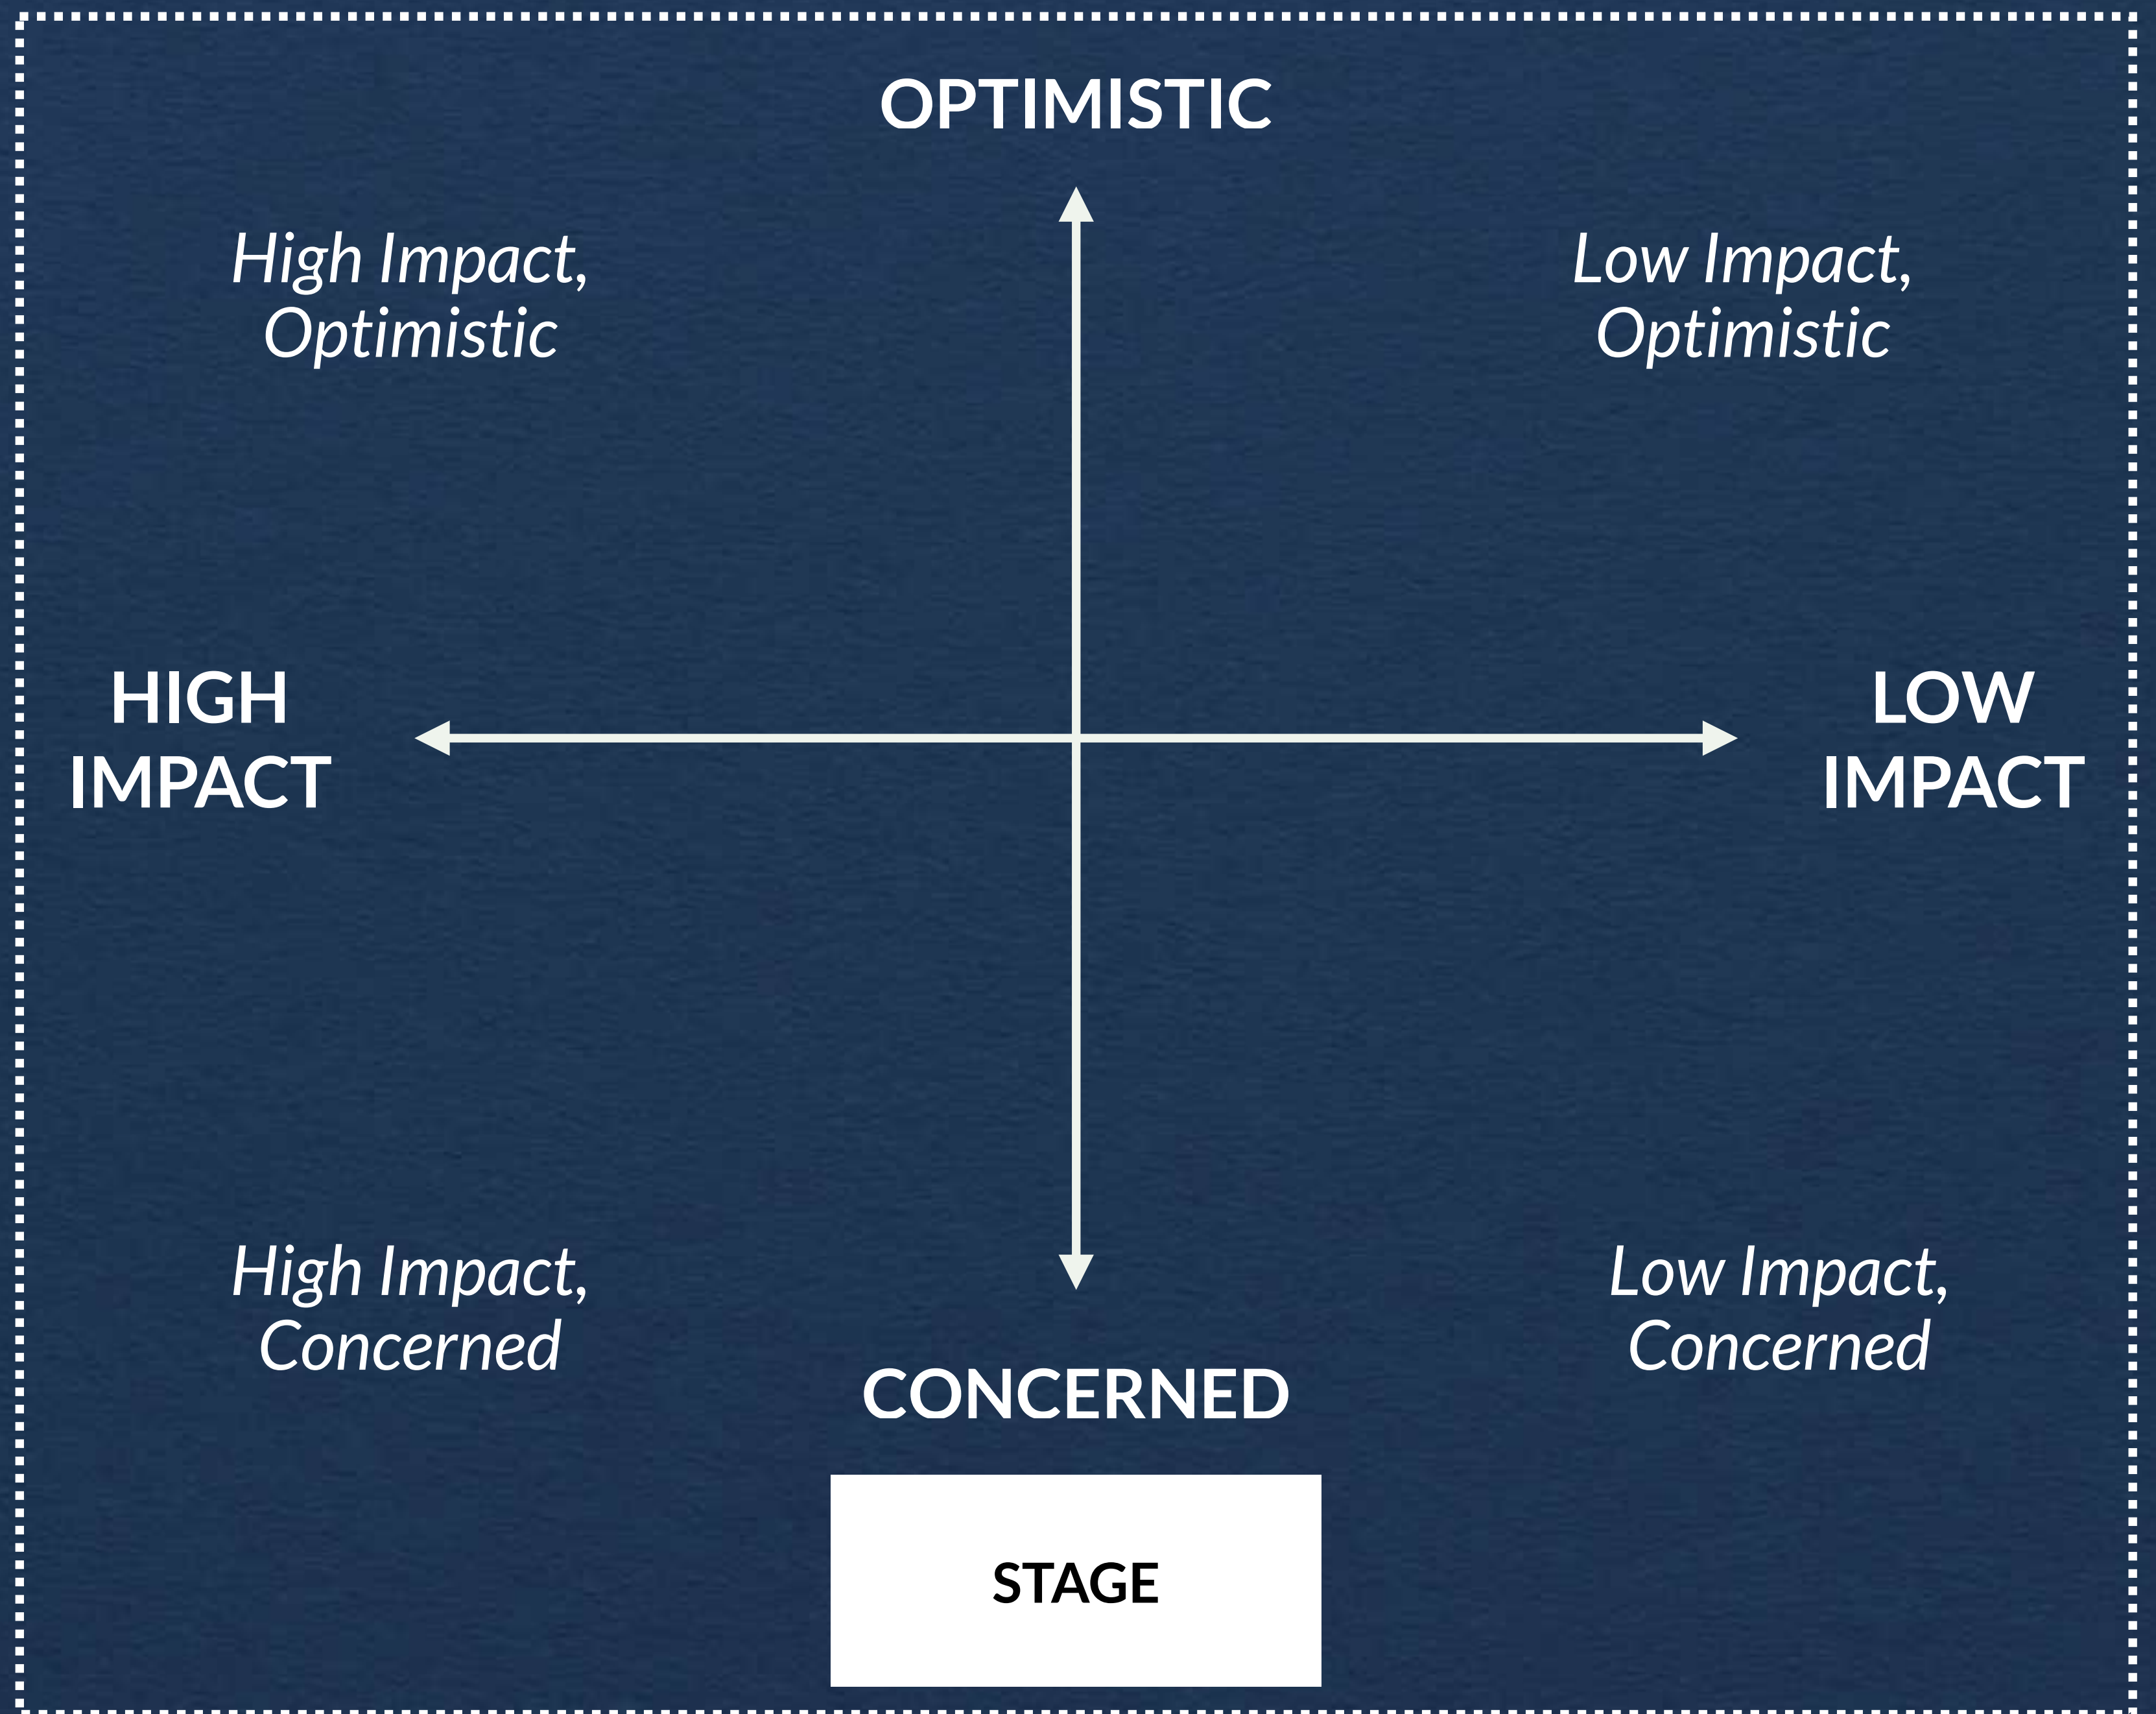 OPTIMISTIC
High Impact,
Optimistic
Low Impact,
Optimistic
HIGH
IMPACT
LOW
IMPACT
High Impact,
Concerned
Low Impact,
Concerned
CONCERNED
STAGE